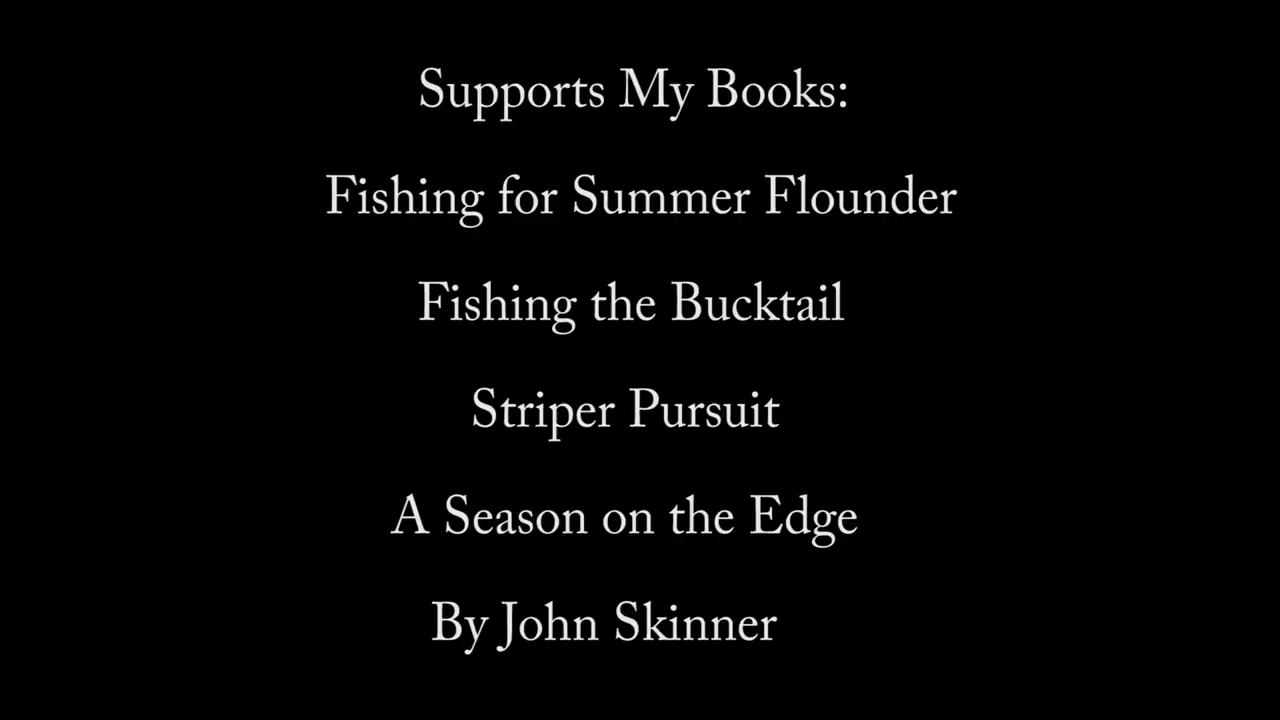 Supports My Books:
Fishing for Summer Flounder
Fishing the Bucktail
Striper Pursuit
A Season on the Edge
By John Skinner